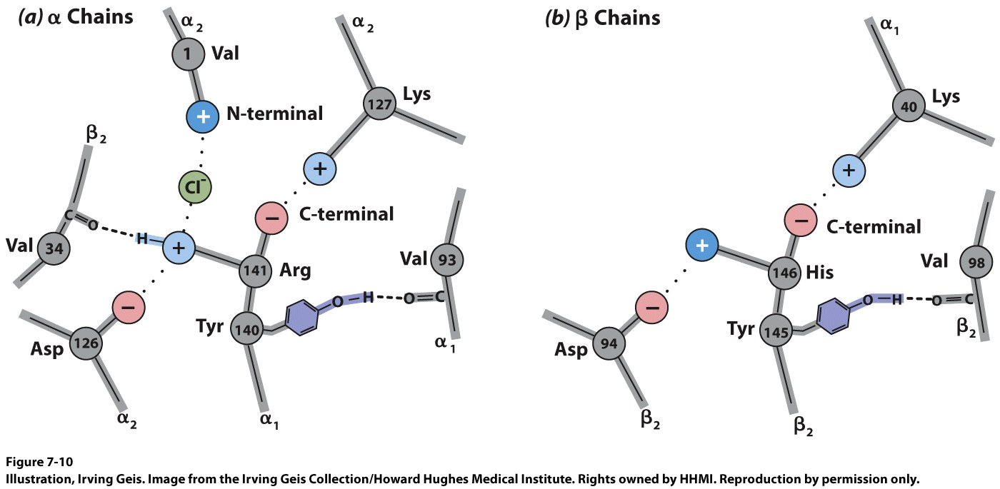 (a) α Chains
α2
1
Val
+
N-terminal
α2
127
Lys
β2
Cl−
+
C
O
H
+
−
C-terminal
Val
34
141
Arg
Val
93
−
O
H
O
C
Tyr
140
Asp
126
α1
α2
α1
(b) β Chains
α1
40
Lys
+
−
C-terminal
+
146
His
Val
98
−
O
H
O
C
Tyr
145
β2
Asp
94
β2
β2
Figure 7-10
Illustration, Irving Geis. Image from the Irving Geis Collection/Howard Hughes Medical Institute. Rights owned by HHMI. Reproduction by permission only.